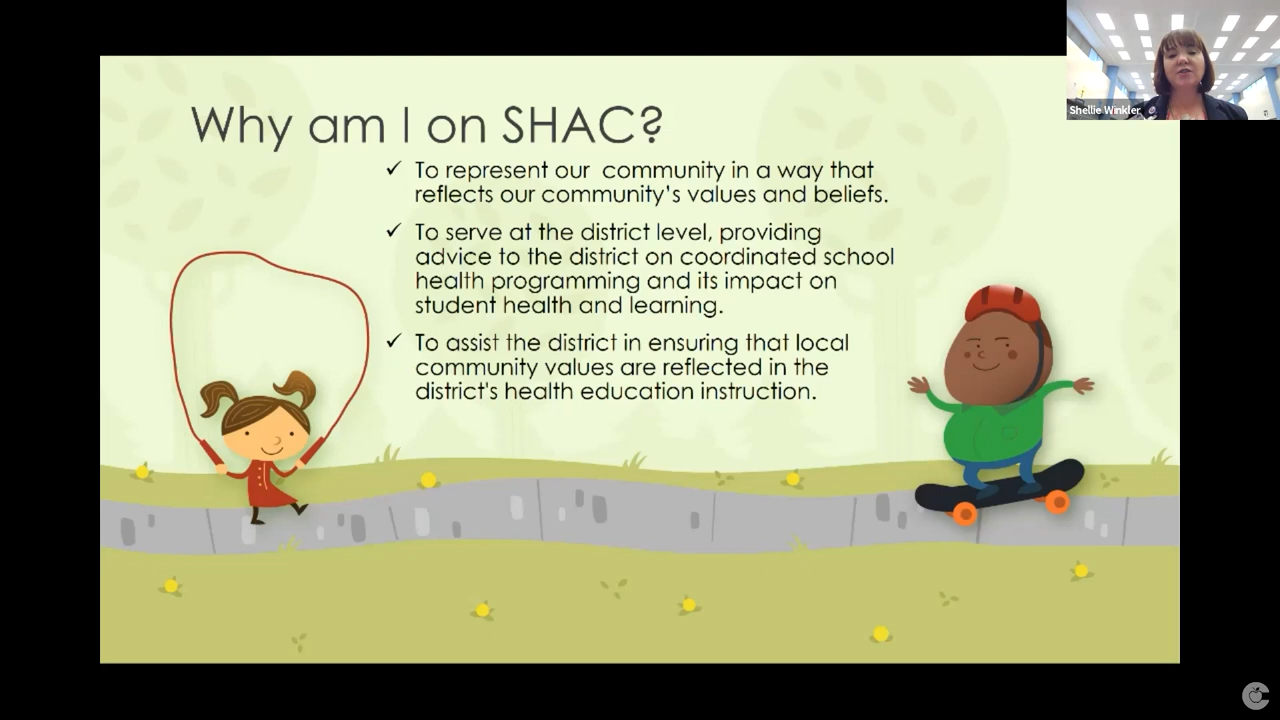 Why am I on SHAC?
✓ To represent our community in a way that
reflects our community's values and beliefs.
✓ To serve at the district level, providing
advice to the district on coordinated school
health programming and its impact on
student health and learning.
✓ To assist the district in ensuring that local
community values are reflected in the
district's health education instruction.
Shellie Winkler